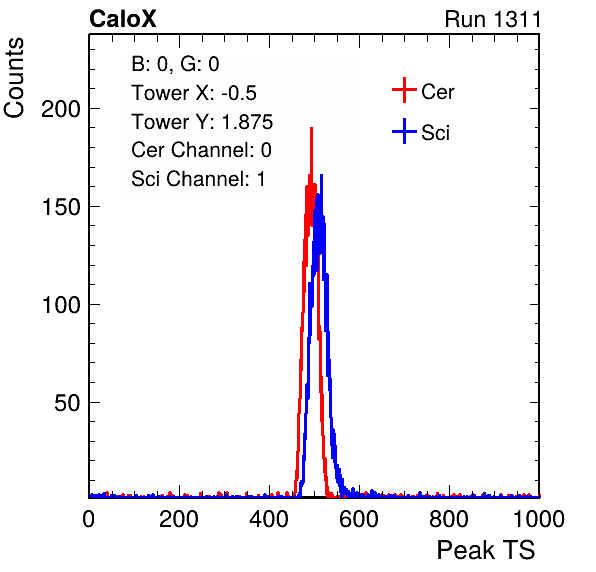 CaloX Run 1311
Counts
B: 0, G: 0
Tower X: -0.5
Tower Y: 1.875
Cer Channel: 0
Sci Channel: 1
Cer
Sci
200
150
100
50
0 200 400 600 800 1000
Peak TS